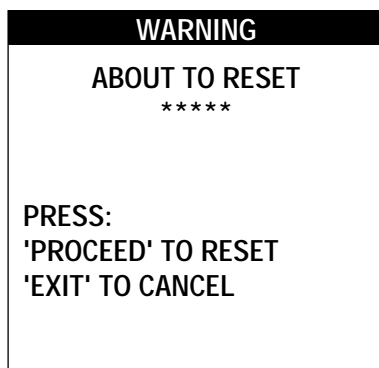 WARNING
ABOUT TO RESET
*****
PRESS:
'PROCEED' TO RESET
'EXIT' TO CANCEL